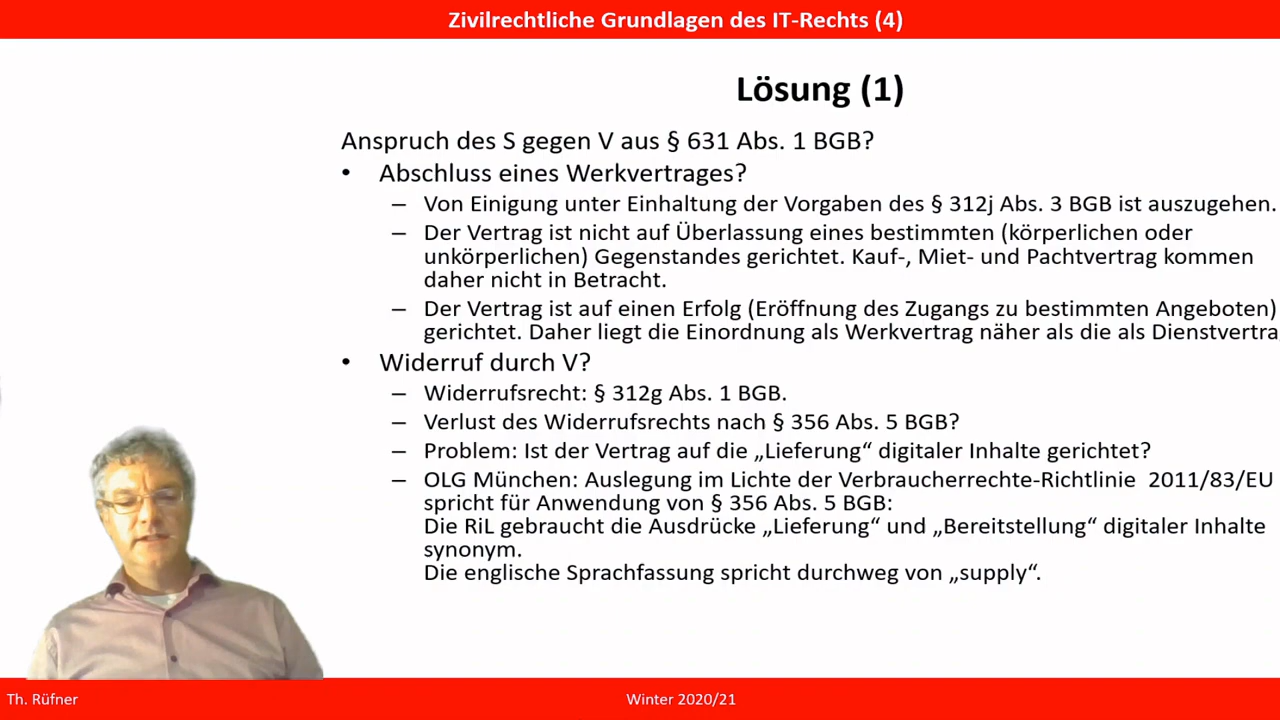 Zivilrechtliche Grundlagen des IT-Rechts (4)
Lösung (1)
Anspruch des S gegen V aus § 631 Abs. 1 BGB?
• Abschluss eines Werkvertrages?
– Von Einigung unter Einhaltung der Vorgaben des § 312j Abs. 3 BGB ist auszugehen.
– Der Vertrag ist nicht auf Überlassung eines bestimmten (körperlichen oder
unkörperlichen) Gegenstandes gerichtet. Kauf-, Miet- und Pachtvertrag kommen
daher nicht in Betracht.
– Der Vertrag ist auf einen Erfolg (Eröffnung des Zugangs zu bestimmten Angeboten)
gerichtet. Daher liegt die Einordnung als Werkvertrag näher als die als Dienstvertra
• Widerruf durch V?
– Widerrufsrecht: § 312g Abs. 1 BGB.
– Verlust des Widerrufsrechts nach § 356 Abs. 5 BGB?
– Problem: Ist der Vertrag auf die „Lieferung“ digitaler Inhalte gerichtet?
– OLG München: Auslegung im Lichte der Verbraucherrechte-Richtlinie 2011/83/EU
spricht für Anwendung von § 356 Abs. 5 BGB:
Die RiL gebraucht die Ausdrücke „Lieferung“ und „Bereitstellung“ digitaler Inhalte
synonym.
Die englische Sprachfassung spricht durchweg von „supply“.
Th. Rüfner
Winter 2020/21